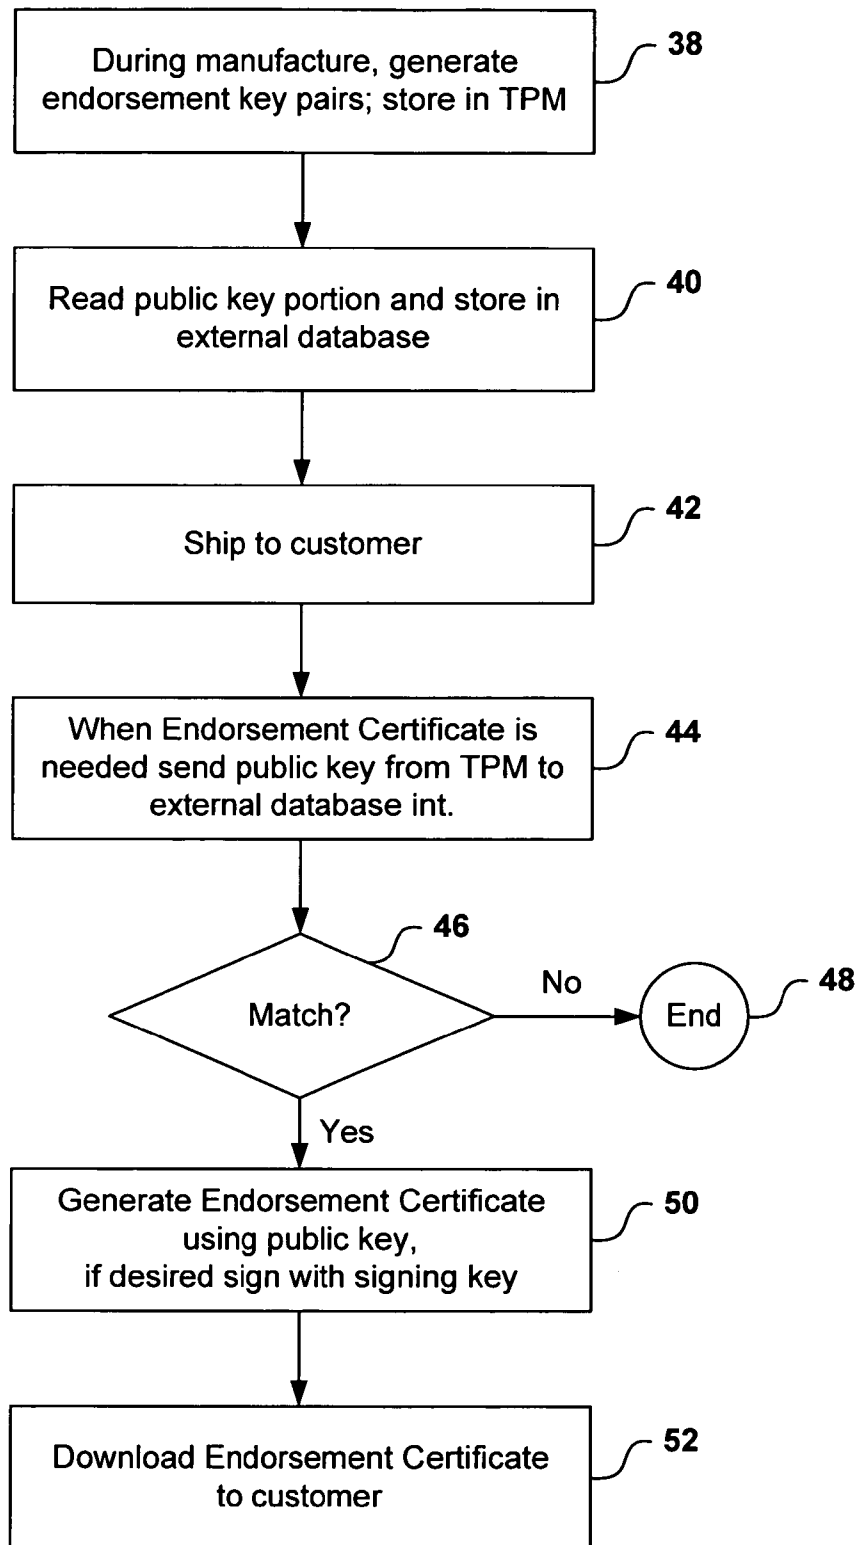 During manufacture, generate
endorsement key pairs; store in TPM
38
Read public key portion and store in
external database
40
Ship to customer
42
When Endorsement Certificate is
needed send public key from TPM to
external database int.
44
Match?
46
No
End
48
Yes
Generate Endorsement Certificate
using public key,
if desired sign with signing key
50
Download Endorsement Certificate
to customer
52